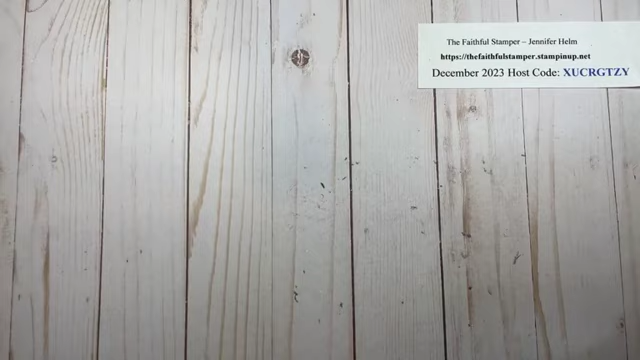 The Faithful Stamper – Jennifer Helm
https://thefaithfulstamper.stampinup.net
December 2023 Host Code: XUCRGTZY